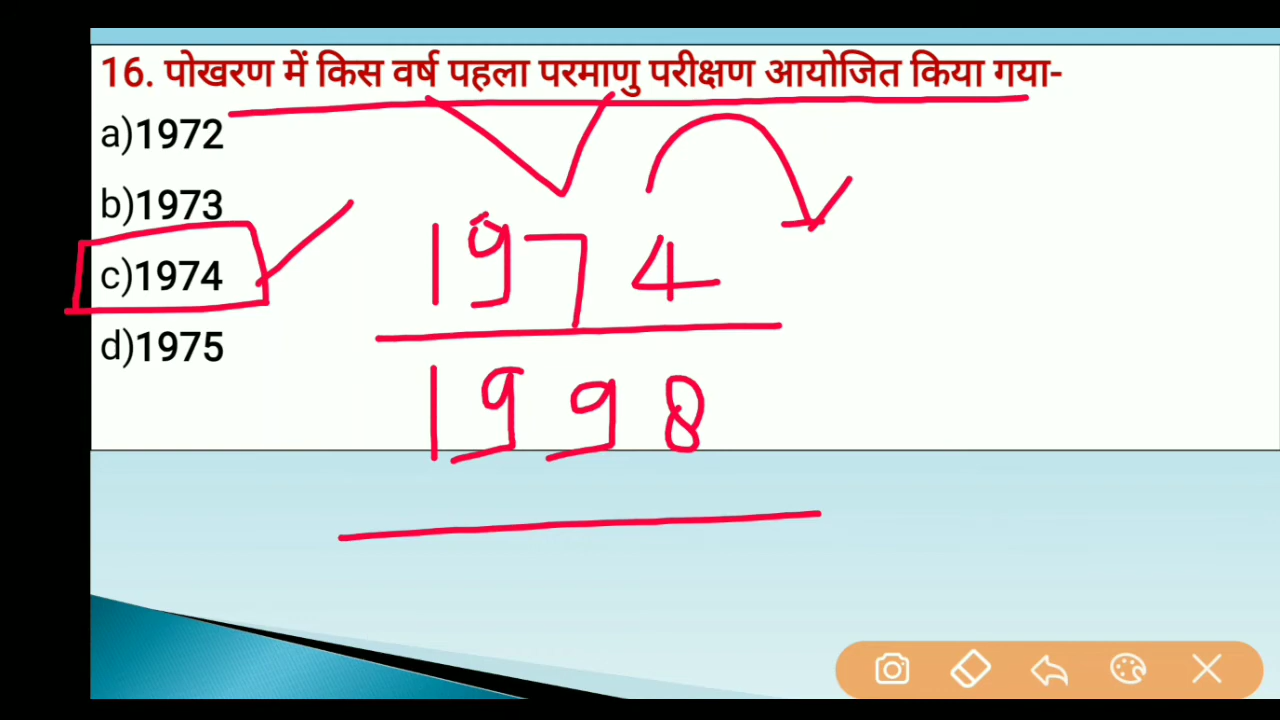 16. पोखरण में किस वर्ष पहला परमाणु परीक्षण आयोजित किया गया-
a)1972
b)1973
c)1974
d)1975
1974
1998